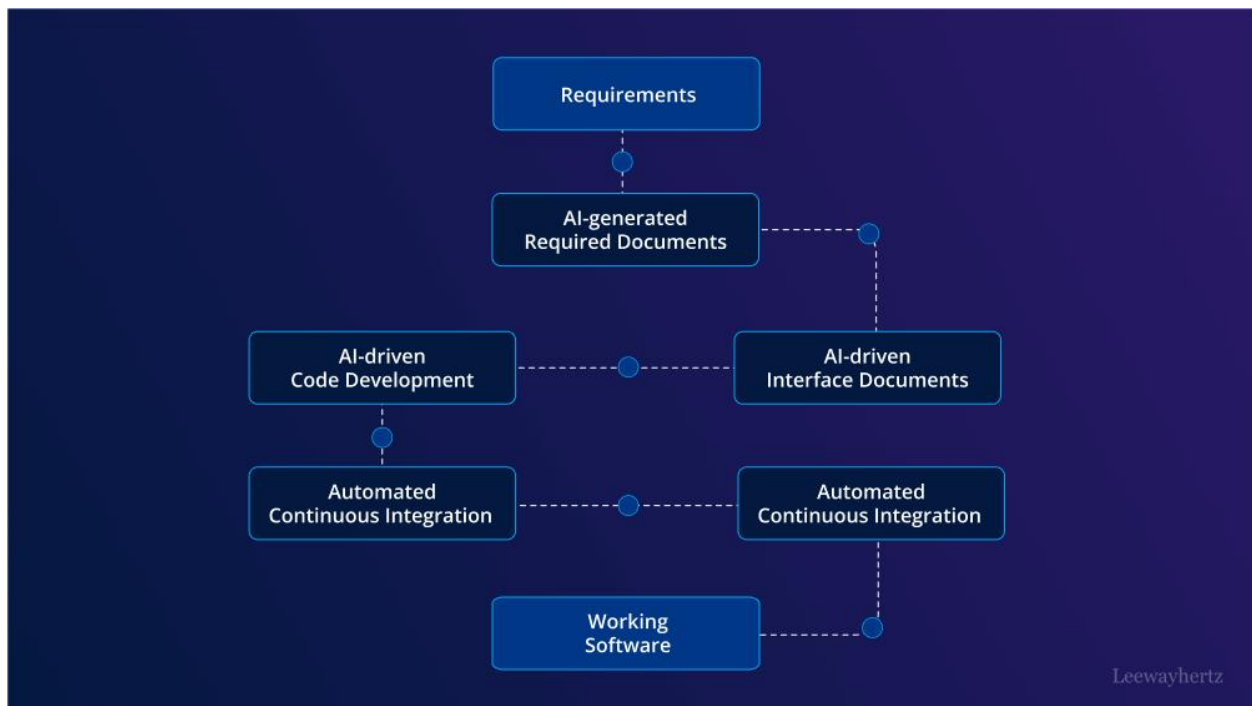 Requirements
AI-generated
Required Documents
AI-driven
Code Development
AI-driven
Interface Documents
Automated
Continuous Integration
Automated
Continuous Integration
Working
Software
Leewayhertz